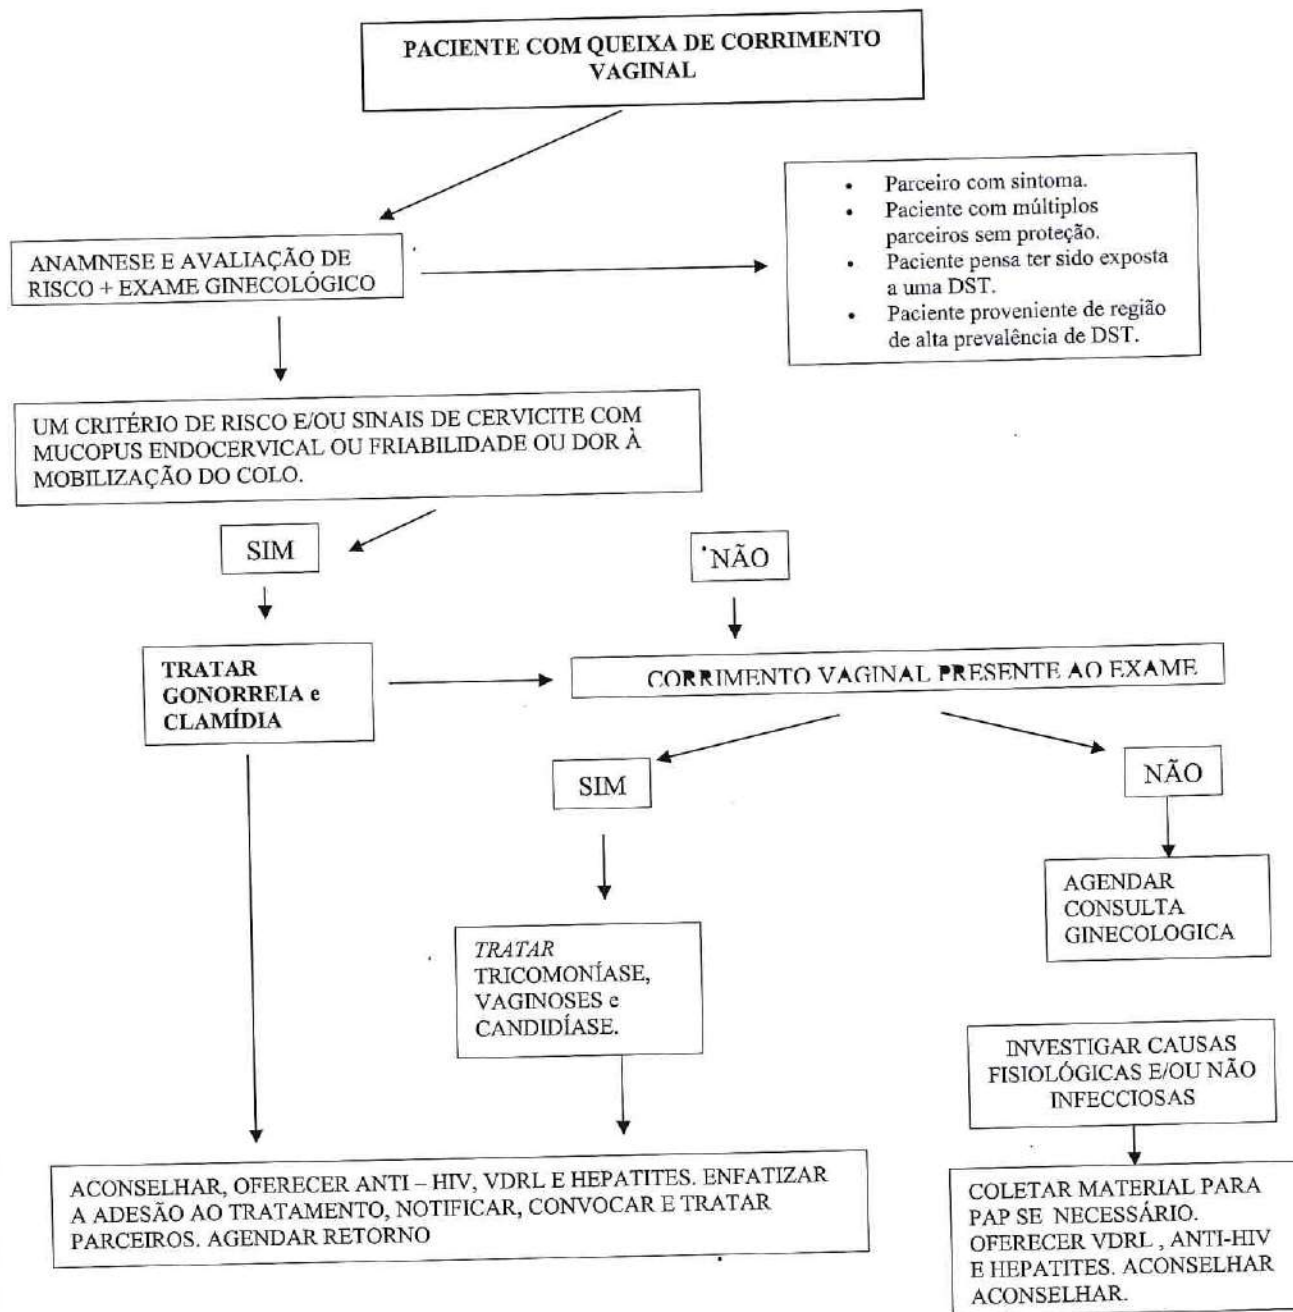 PACIENTE COM QUEIXA DE CORRIMENTO
VAGINAL
• Parceiro com sintoma.
• Paciente com múltiplos
parceiros sem proteção.
• Paciente pensa ter sido exposta
a uma DST.
• Paciente proveniente de região
de alta prevalência de DST.
ANAMNESE E AVALIAÇÃO DE
RISCO + EXAME GINECOLÓGICO
UM CRITÉRIO DE RISCO E/OU SINAIS DE CERVICITE COM
MUCOPUS ENDOCERVICAL OU FRIABILIDADE OU DOR À
MOBILIZAÇÃO DO COLO.
SIM
NÃO
TRATAR
GONORREIA e
CLAMÍDIA
CORRIMENTO VAGINAL PRESENTE AO EXAME
SIM
NÃO
AGENDAR
CONSULTA
GINECOLOGICA
TRATAR
TRICOMONÍASE,
VAGINOSES e
CANDIDÍASE.
INVESTIGAR CAUSAS
FISIOLÓGICAS E/OU NÃO
INFECCIOSAS
ACONSELHAR, OFERECER ANTI – HIV, VDRL E HEPATITES. ENFATIZAR
A ADESÃO AO TRATAMENTO, NOTIFICAR, CONVOCAR E TRATAR
PARCEIROS. AGENDAR RETORNO
COLETAR MATERIAL PARA
PAP SE NECESSÁRIO.
OFERECER VDRL , ANTI-HIV
E HEPATITES. ACONSELHAR
ACONSELHAR.